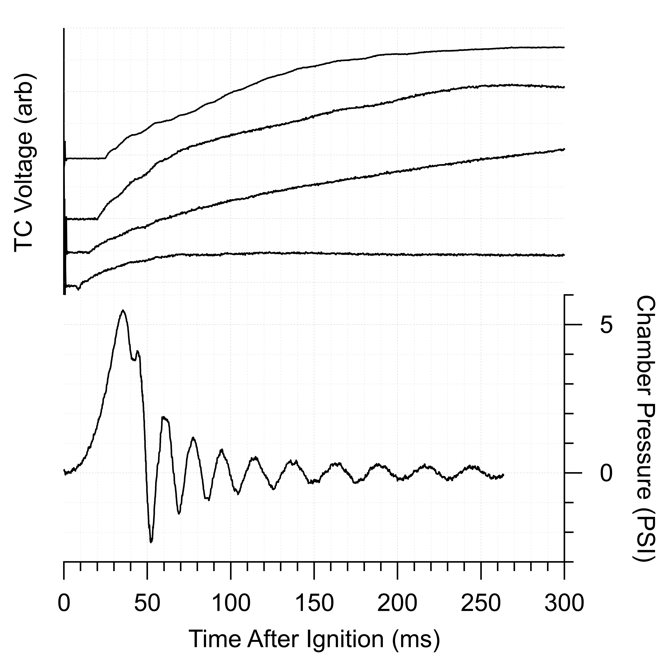 TC Voltage (arb)
5
0
Chamber Pressure (PSI)
0 50 100 150 200 250 300
Time After Ignition (ms)